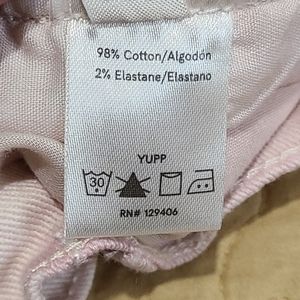 98% Cotton/Algodón
2% Elastane/Elastano
YUPP
30
RN# 129406